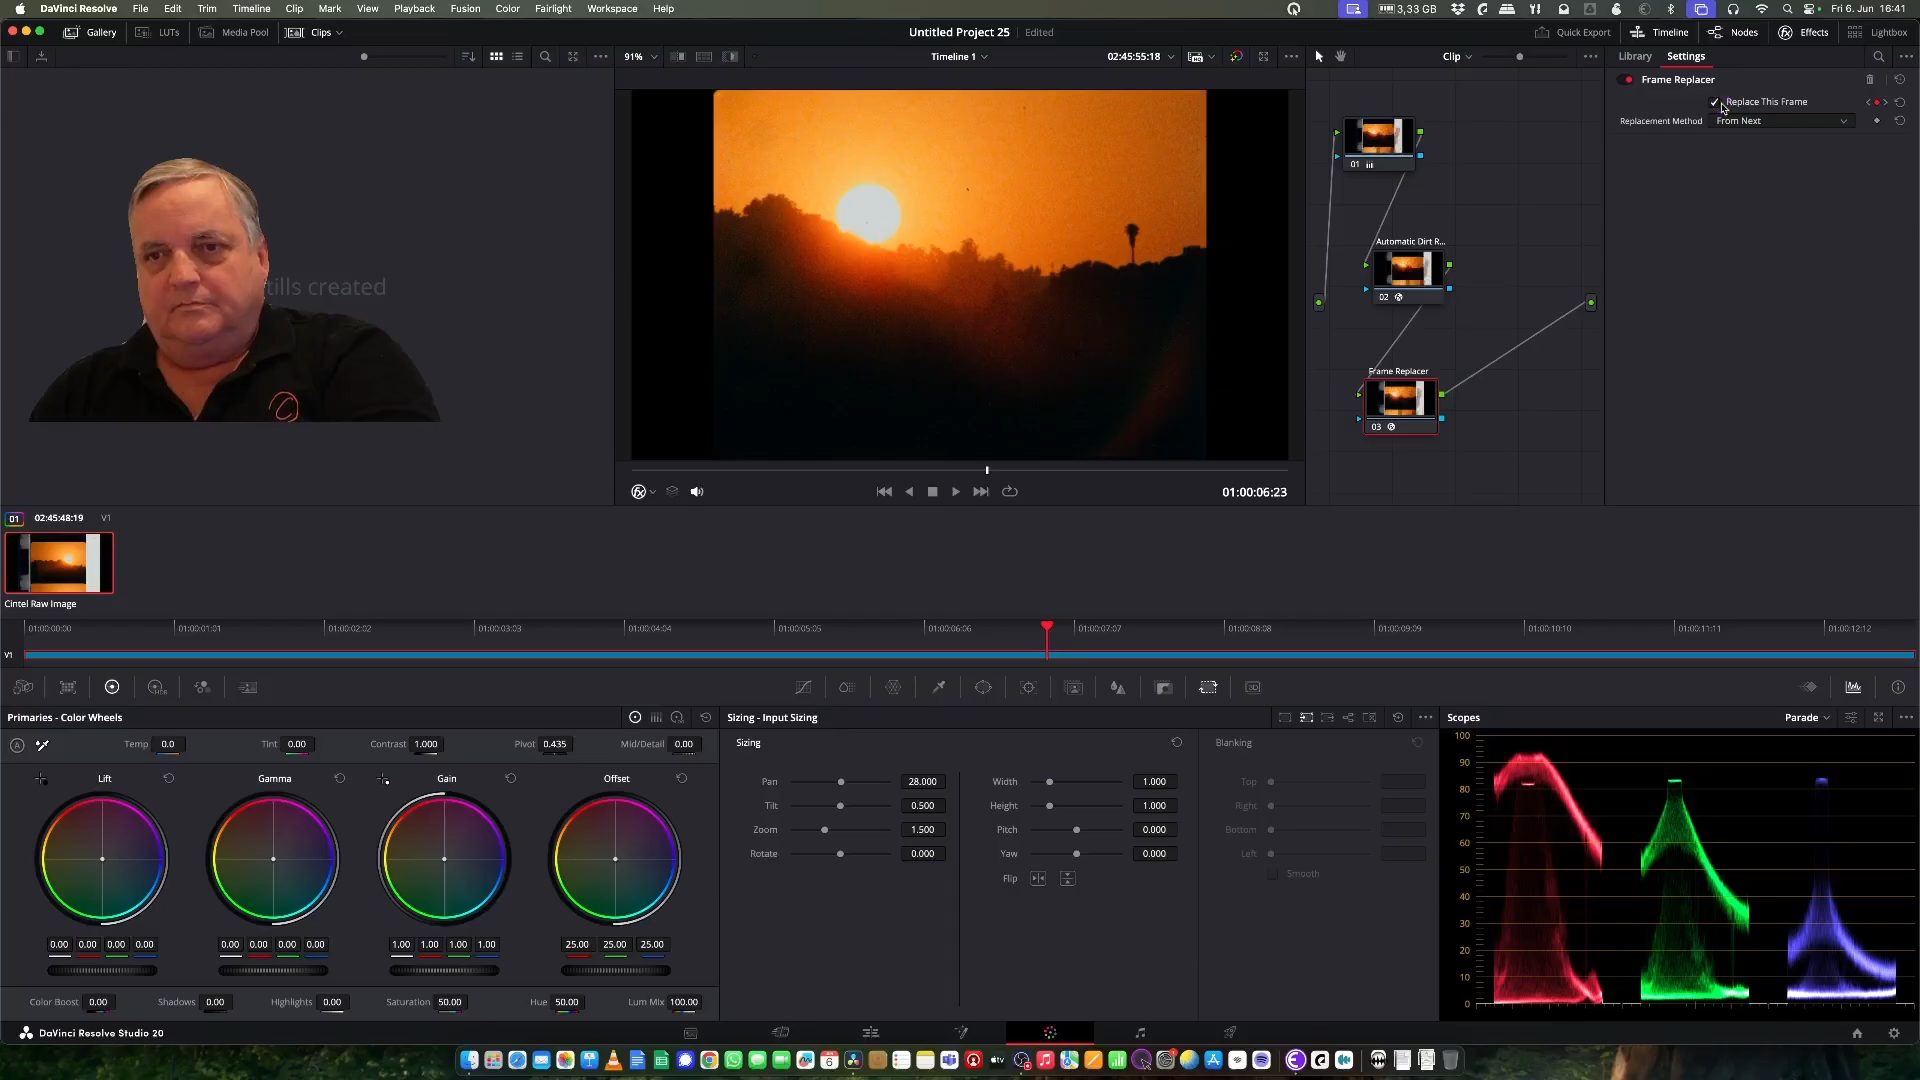 DaVinci Resolve File Edit Trim Timeline Clip Mark View Playback Fusion Color Fairlight Workspace Help 3,33 GB Fri 6. Jun 16:41
Gallery LUTs Media Pool Clips Untitled Project 25 Edited Quick Export Timeline Nodes Effects Lightbox
91% Timeline 1 02:45:55:18 Clip Library Settings
Frame Replacer
Replace This Frame
Replacement Method From Next
01
Automatic Dirt R...
02
tills created
Frame Replacer
03
01:00:06:23
01 02:45:48:19 V1
Cintel Raw Image
01:00:00:00 01:00:01:01 01:00:02:02 01:00:03:03 01:00:04:04 01:00:05:05 01:00:06:06 01:00:07:07 01:00:08:08 01:00:09:09 01:00:10:10 01:00:11:11 01:00:12:12
V1
Primaries - Color Wheels Sizing - Input Sizing Scopes Parade
A Temp 0.0 Tint 0.00 Contrast 1.000 Pivot 0.435 Mid/Detail 0.00 Sizing Blanking
Lift Gamma Gain Offset
Pan 28.000 Width 1.000 Top
Tilt 0.500 Height 1.000 Right
Zoom 1.500 Pitch 0.000 Bottom
Rotate 0.000 Yaw 0.000 Left
Flip Smooth
0.00 0.00 0.00 0.00 0.00 0.00 0.00 0.00 1.00 1.00 1.00 1.00 25.00 25.00 25.00
Color Boost 0.00 Shadows 0.00 Highlights 0.00 Saturation 50.00 Hue 50.00 Lum Mix 100.00
100
90
80
70
60
50
40
30
20
10
0
DaVinci Resolve Studio 20